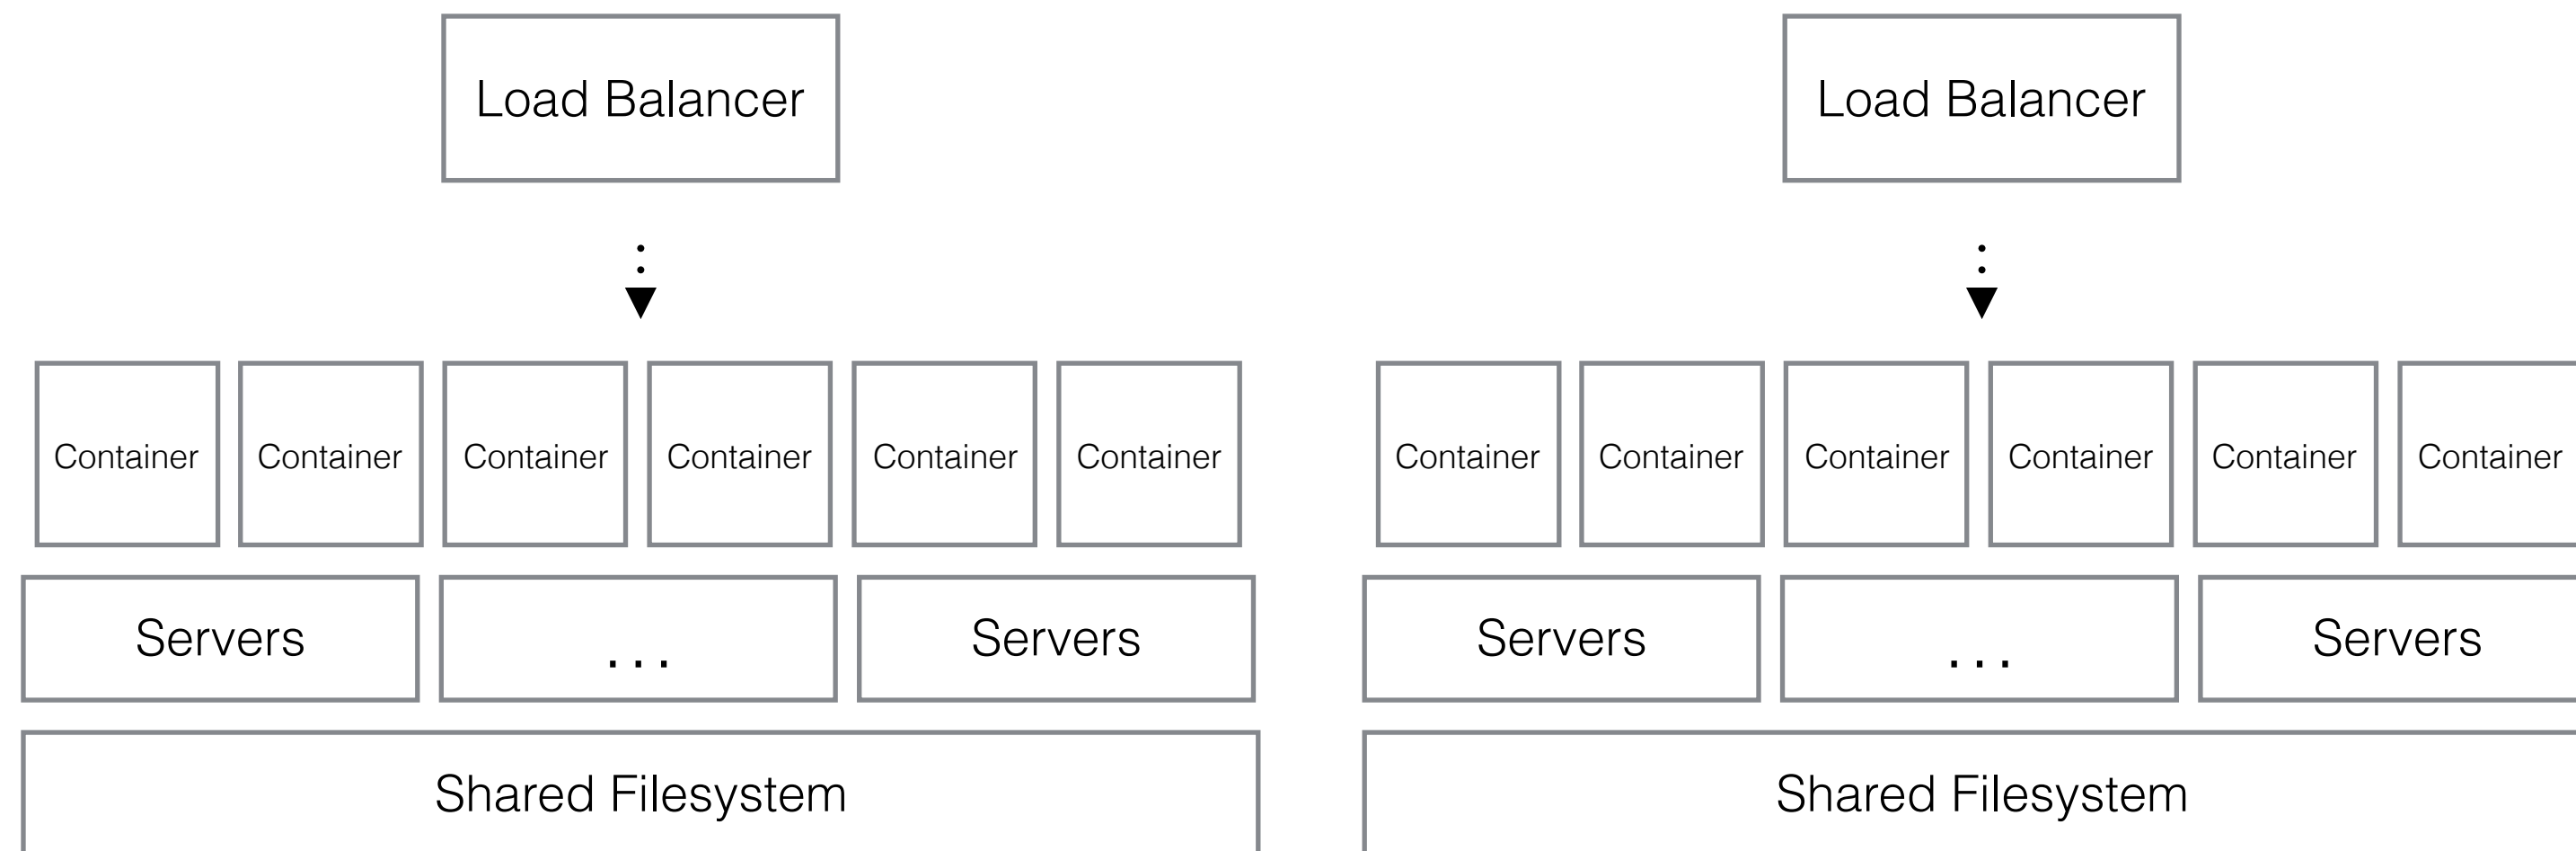 Load Balancer Load Balancer
Container Container Container Container Container Container Container Container Container Container Container Container
Servers ... Servers Servers ... Servers
Shared Filesystem Shared Filesystem